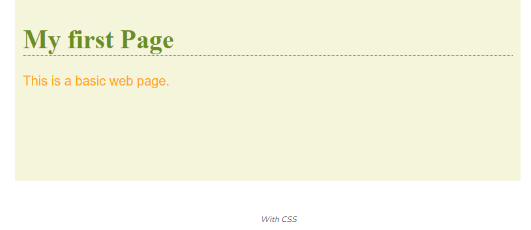 My first Page
This is a basic web page.
With CSS